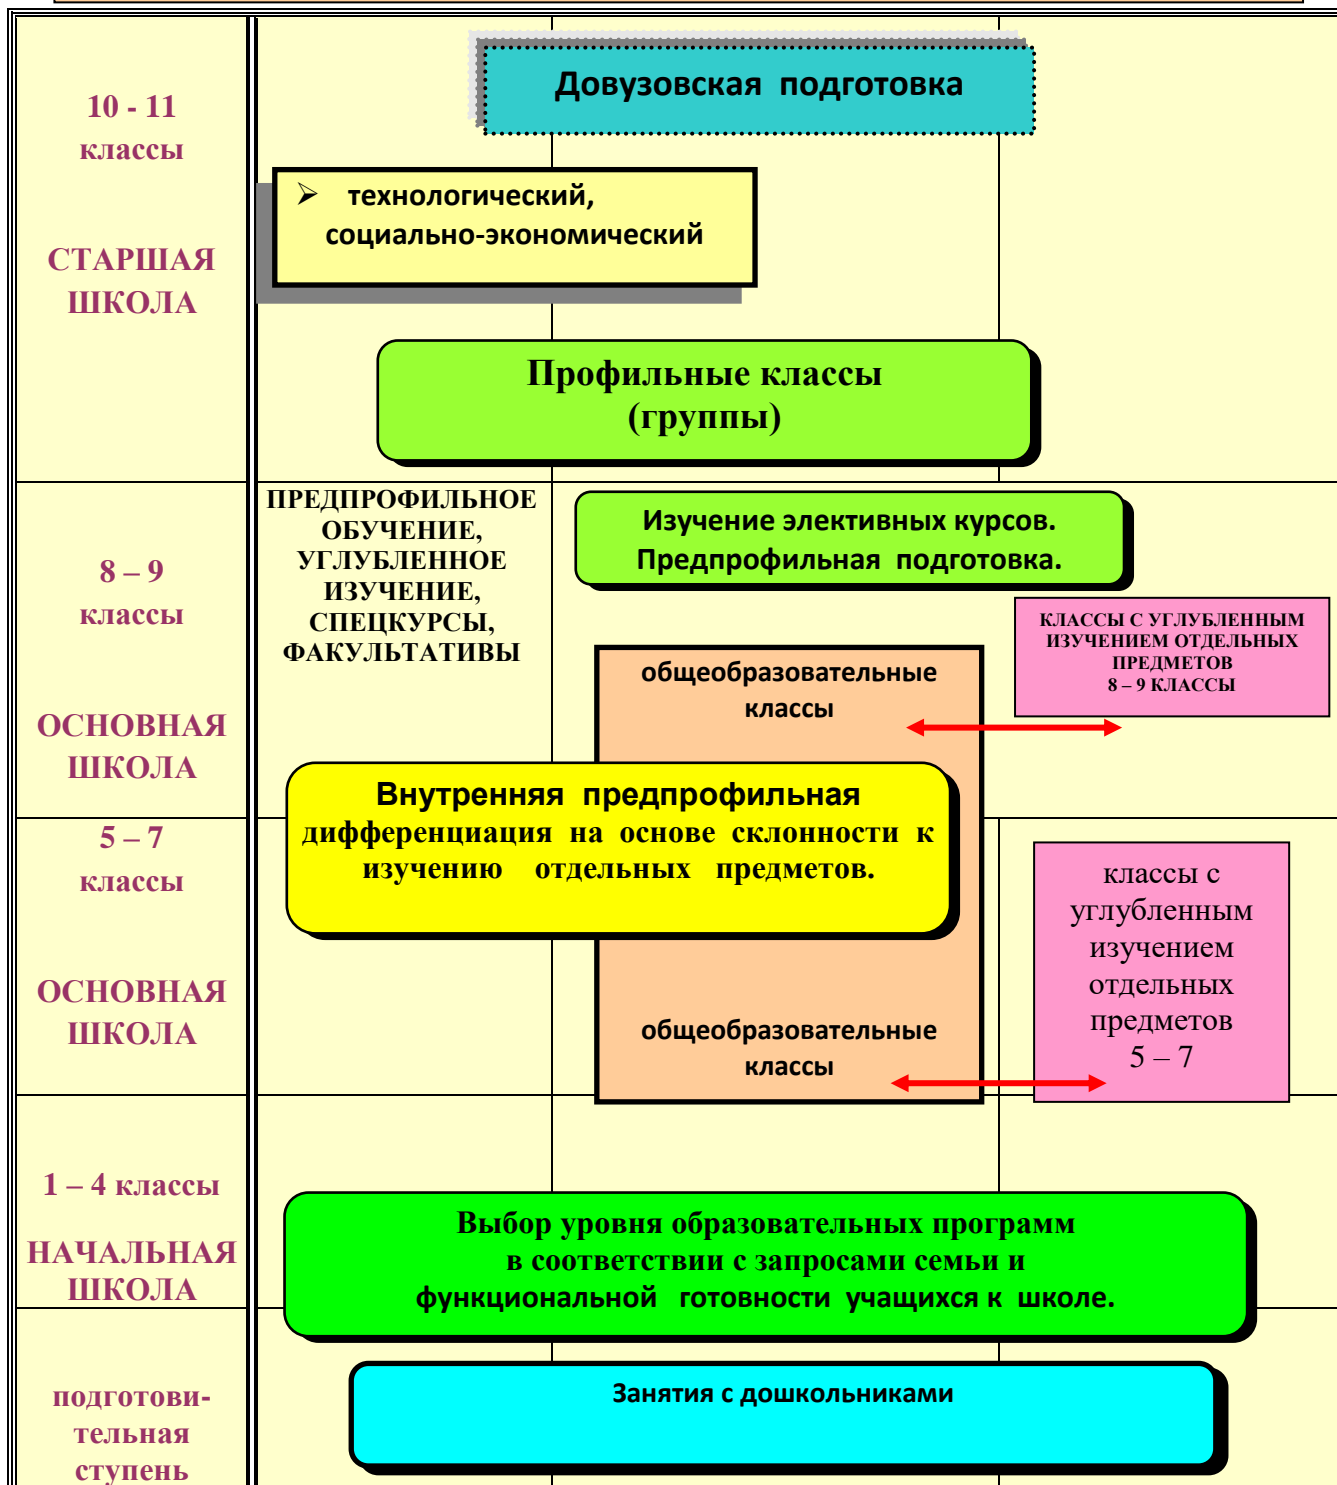 10 - 11
классы
СТАРШАЯ
ШКОЛА
Довузовская подготовка
➢ технологический,
социально-экономический
Профильные классы
(группы)
8 – 9
классы
ОСНОВНАЯ
ШКОЛА
ПРЕДПРОФИЛЬНОЕ
ОБУЧЕНИЕ,
УГЛУБЛЕННОЕ
ИЗУЧЕНИЕ,
СПЕЦКУРСЫ,
ФАКУЛЬТАТИВЫ
Изучение элективных курсов.
Предпрофильная подготовка.
КЛАССЫ С УГЛУБЛЕННЫМ
ИЗУЧЕНИЕМ ОТДЕЛЬНЫХ
ПРЕДМЕТОВ
8 – 9 КЛАССЫ
общеобразовательные
классы
Внутренняя предпрофильная
дифференциация на основе склонности к
изучению отдельных предметов.
5 – 7
классы
ОСНОВНАЯ
ШКОЛА
общеобразовательные
классы
классы с
углубленным
изучением
отдельных
предметов
5 – 7
1 – 4 классы
НАЧАЛЬНАЯ
ШКОЛА
Выбор уровня образовательных программ
в соответствии с запросами семьи и
функциональной готовности учащихся к школе.
подготови-
тельная
ступень
Занятия с дошкольниками